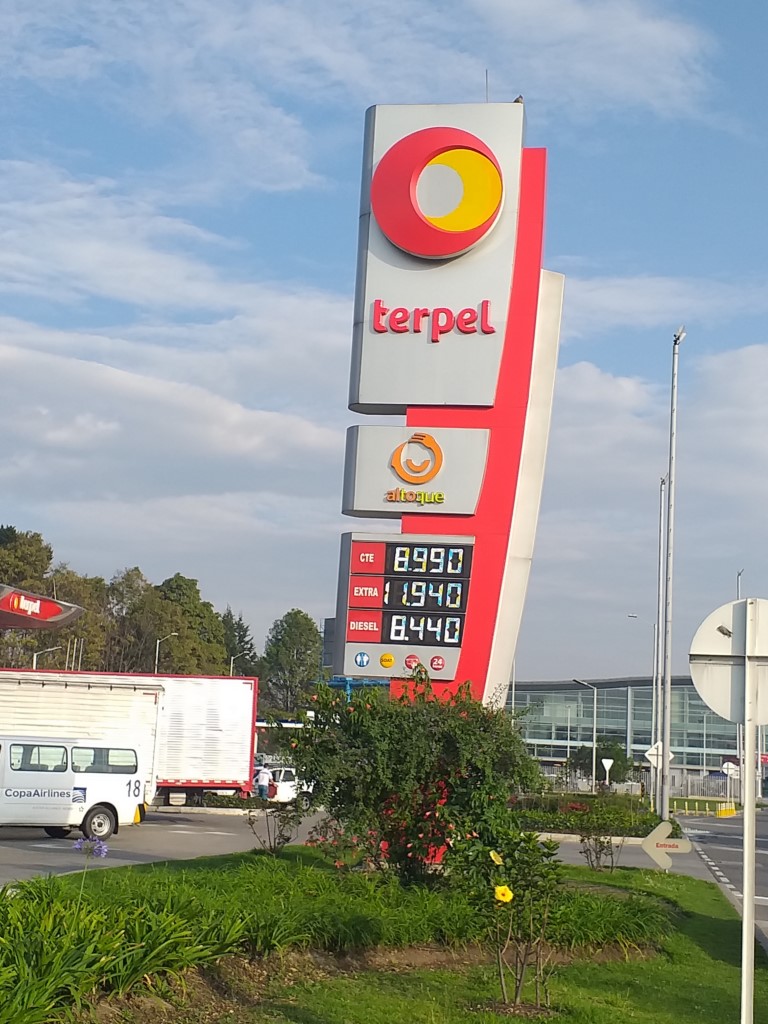 terpel
altoque
CTE 8.990
EXTRA 11.940
DIESEL 8.440
24
terpel
CopaAirlines
18
Entrada